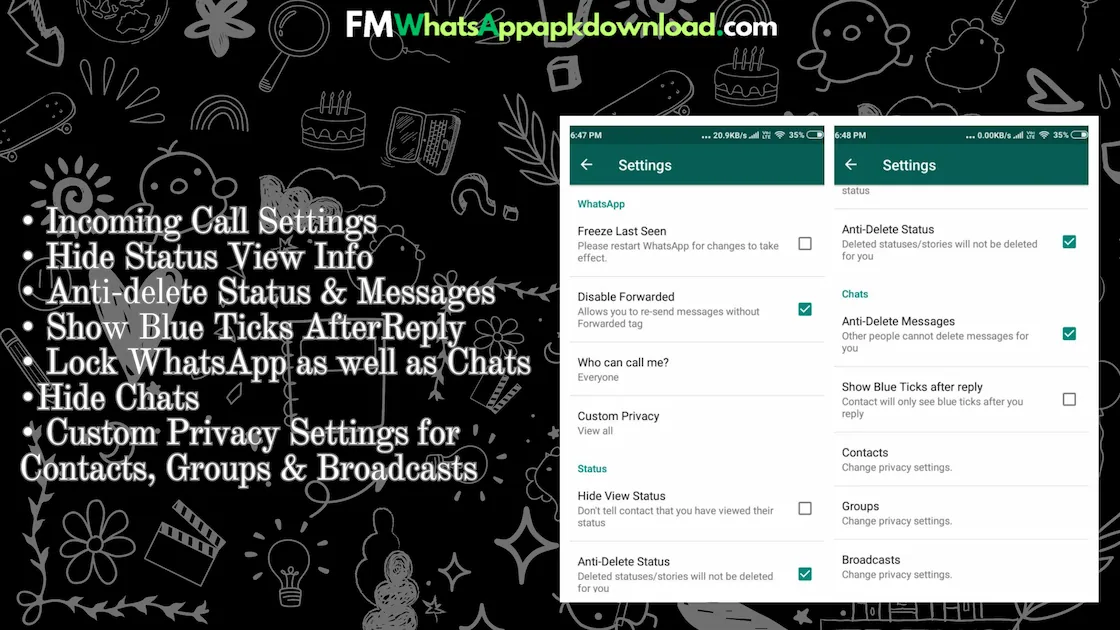 FMWhatsAppapkdownload.com
• Incoming Call Settings
• Hide Status View Info
• Anti-delete Status & Messages
• Show Blue Ticks AfterReply
• Lock WhatsApp as well as Chats
•Hide Chats
• Custom Privacy Settings for
Contacts, Groups & Broadcasts
6:47 PM
... 20.9KB/s
35%
Settings
WhatsApp
Freeze Last Seen
Please restart WhatsApp for changes to take
effect.
Disable Forwarded
Allows you to re-send messages without
Forwarded tag
Who can call me?
Everyone
Custom Privacy
View all
Status
Hide View Status
Don't tell contact that you have viewed their
status
Anti-Delete Status
Deleted statuses/stories will not be deleted
for you
6:48 PM
... 0.00KB/s
35%
Settings
status
Anti-Delete Status
Deleted statuses/stories will not be deleted
for you
Chats
Anti-Delete Messages
Other people cannot delete messages for
you
Show Blue Ticks after reply
Contact will only see blue ticks after you
reply
Contacts
Change privacy settings.
Groups
Change privacy settings.
Broadcasts
Change privacy settings.